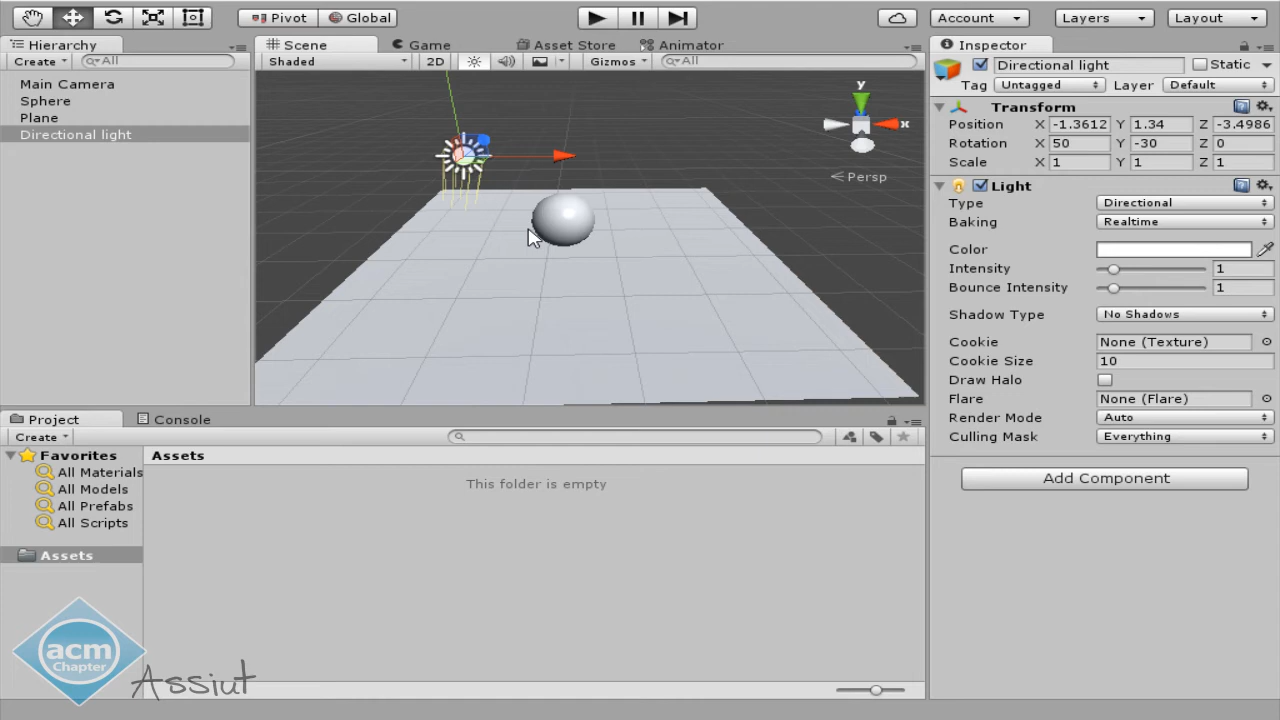 Pivot Global Account Layers Layout
Hierarchy
Create All
Main Camera
Sphere
Plane
Directional light
Scene Game Asset Store Animator
Shaded 2D Gizmos All
y
x
Persp
Inspector
Directional light Static
Tag Untagged Layer Default
Transform
Position X -1.3612 Y 1.34 Z -3.4986
Rotation X 50 Y -30 Z 0
Scale X 1 Y 1 Z 1
Light
Type Directional
Baking Realtime
Color
Intensity 1
Bounce Intensity 1
Shadow Type No Shadows
Cookie None (Texture)
Cookie Size 10
Draw Halo
Flare None (Flare)
Render Mode Auto
Culling Mask Everything
Add Component
Project Console
Create
Favorites
All Materials
All Models
All Prefabs
All Scripts
Assets
Assets
This folder is empty
acm
Chapter
Assiut